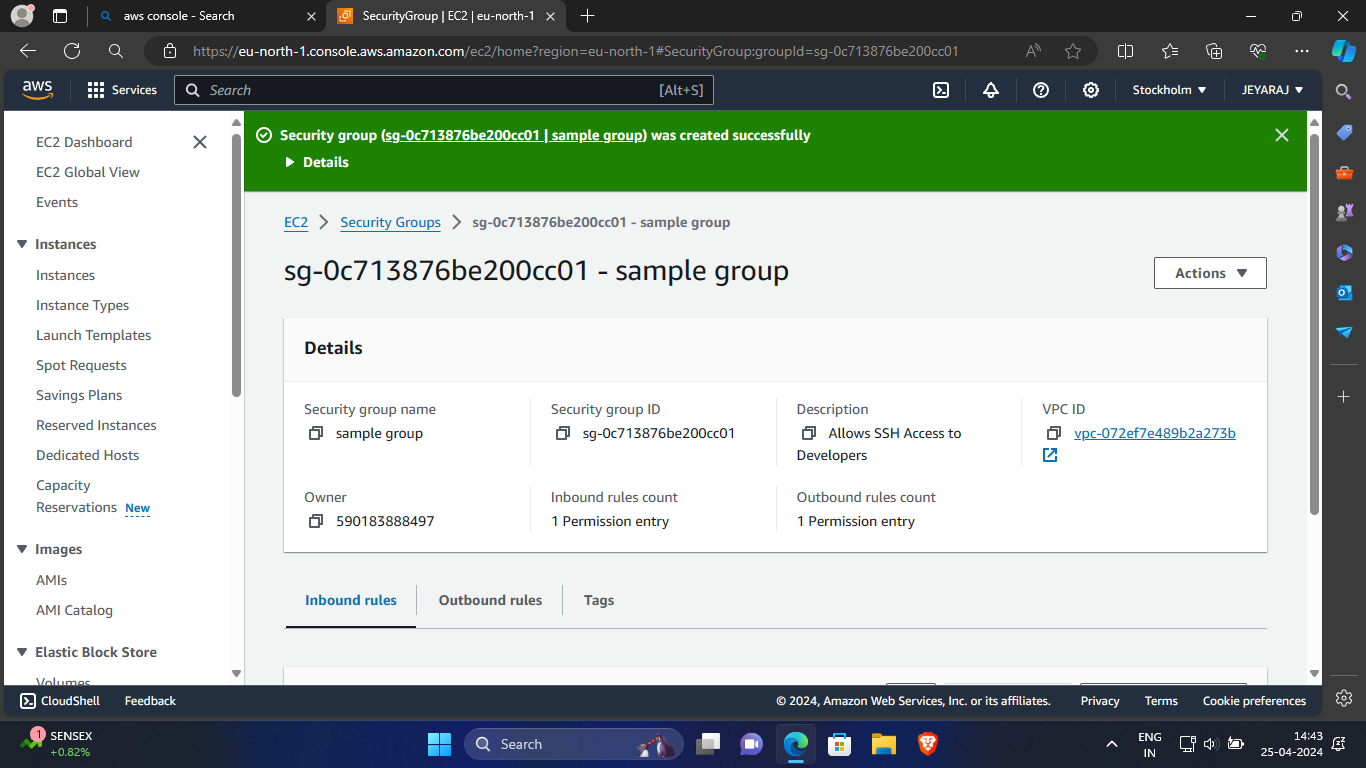 aws console - Search
SecurityGroup | EC2 | eu-north-1
https://eu-north-1.console.aws.amazon.com/ec2/home?region=eu-north-1#SecurityGroup:groupId=sg-0c713876be200cc01
aws
Services
Search
[Alt+S]
Stockholm
JEYARAJ
EC2 Dashboard
EC2 Global View
Events
Instances
Instances
Instance Types
Launch Templates
Spot Requests
Savings Plans
Reserved Instances
Dedicated Hosts
Capacity
Reservations New
Images
AMIs
AMI Catalog
Elastic Block Store
Volumes
Security group (sg-0c713876be200cc01 | sample group) was created successfully
Details
EC2
Security Groups
sg-0c713876be200cc01 - sample group
sg-0c713876be200cc01 - sample group
Actions
Details
Security group name
sample group
Security group ID
sg-0c713876be200cc01
Description
Allows SSH Access to
Developers
VPC ID
vpc-072ef7e489b2a273b
Owner
590183888497
Inbound rules count
1 Permission entry
Outbound rules count
1 Permission entry
Inbound rules
Outbound rules
Tags
CloudShell
Feedback
© 2024, Amazon Web Services, Inc. or its affiliates.
Privacy
Terms
Cookie preferences
1
SENSEX
+0.82%
Search
ENG
IN
14:43
25-04-2024